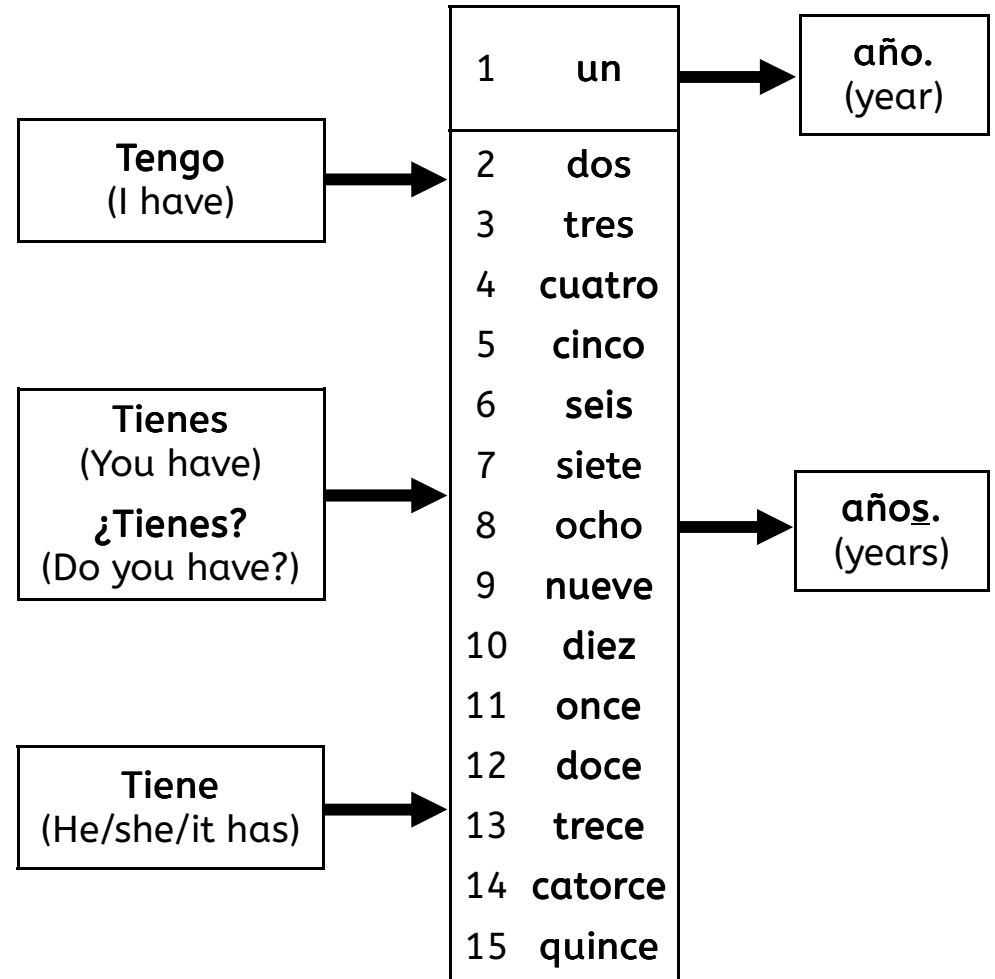 Tengo
(I have)
Tienes
(You have)
¿Tienes?
(Do you have?)
Tiene
(He/she/it has)
1 un
2 dos
3 tres
4 cuatro
5 cinco
6 seis
7 siete
8 ocho
9 nueve
10 diez
11 once
12 doce
13 trece
14 catorce
15 quince
año.
(year)
años.
(years)